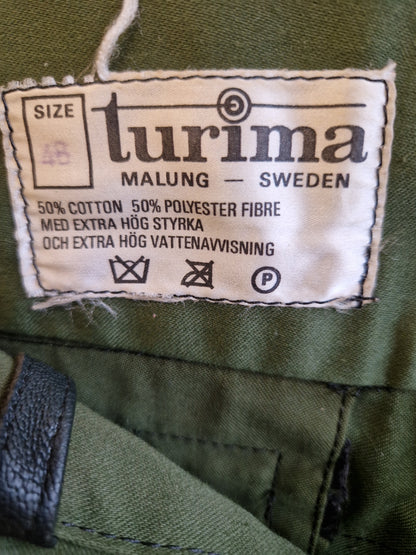 SIZE
48
turima
MALUNG — SWEDEN
50% COTTON 50% POLYESTER FIBRE
MED EXTRA HÖG STYRKA
OCH EXTRA HÖG VATTENAVVISNING
P